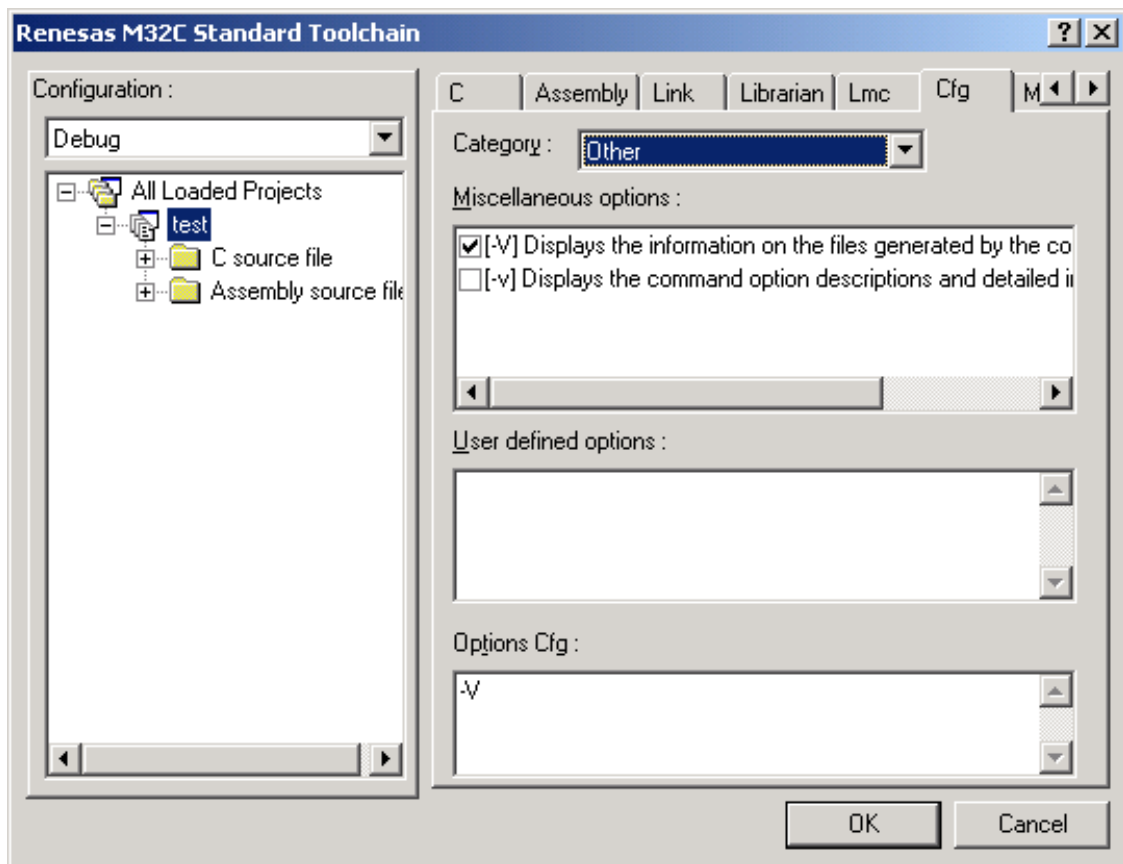 Renesas M32C Standard Toolchain
Configuration :
Debug
All Loaded Projects
test
C source file
Assembly source file
C Assembly Link Librarian Lmc Cfg M
Category : Other
Miscellaneous options :
[-V] Displays the information on the files generated by the co
[-v] Displays the command option descriptions and detailed i
User defined options :
Options Cfg :
-V
OK Cancel